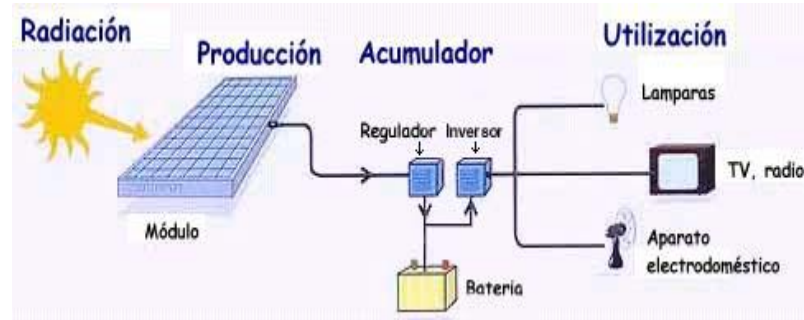 Radiación
Producción
Acumulador
Utilización
Lamparas
Regulador
Inversor
TV, radio
Módulo
Aparato
electrodoméstico
Bateria